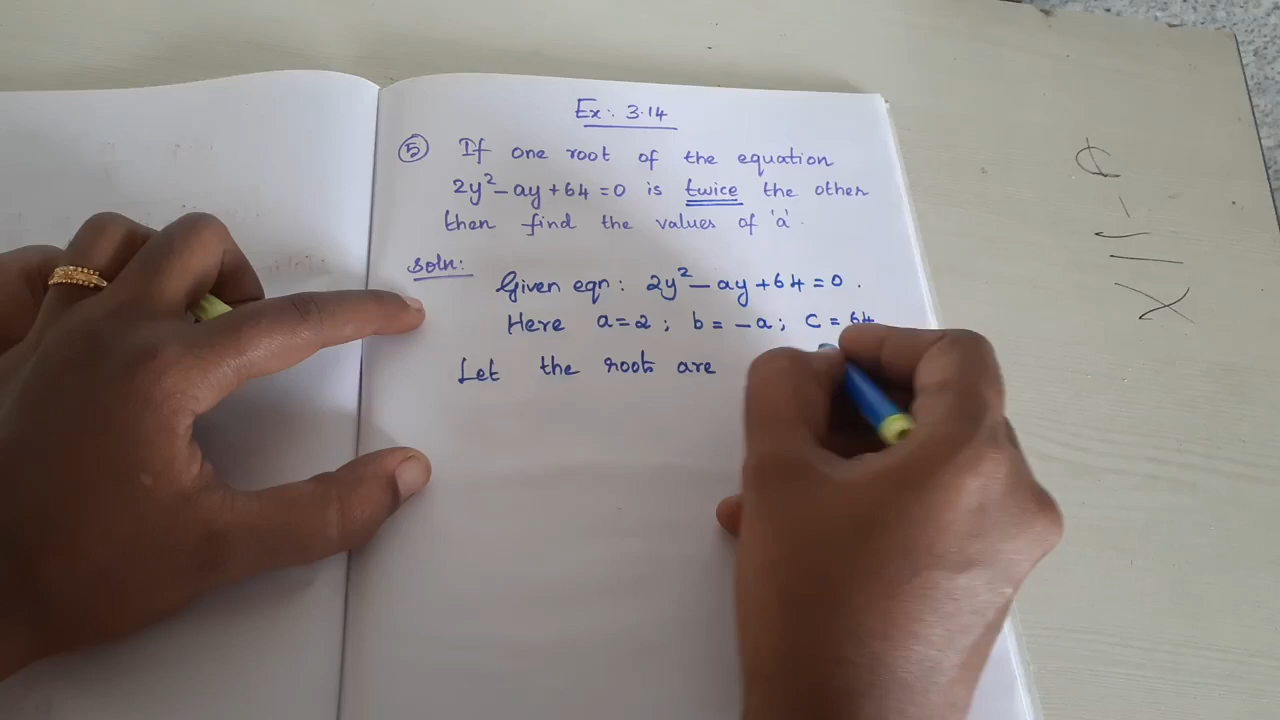 Ex: 3.14
⑤ If one root of the equation
2y² - ay + 64 = 0 is twice the other
then find the values of 'a'.
Soln:
Given eqn: 2y² - ay + 64 = 0.
Here a = 2; b = -a; c = 64
Let the roots are